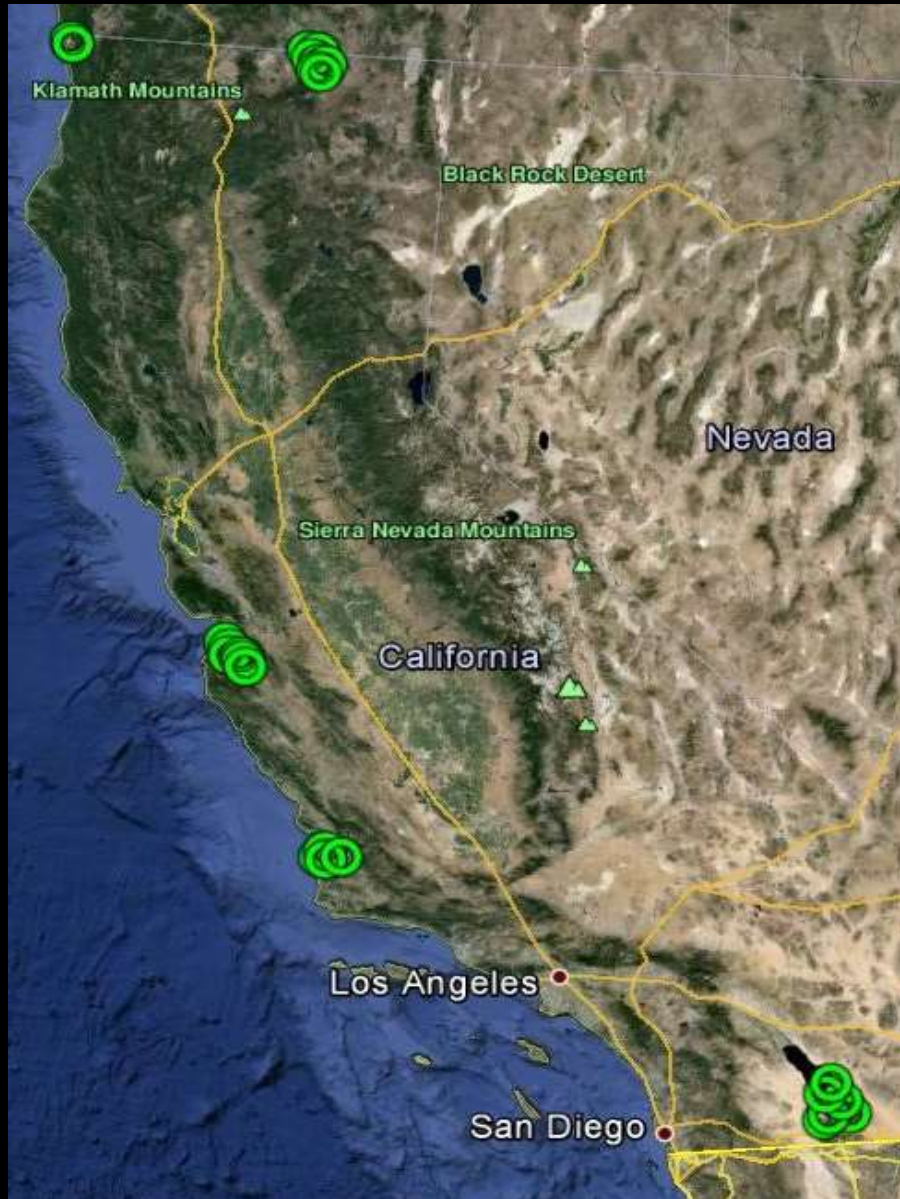 Klamath Mountains
Black Rock Desert
Nevada
Sierra Nevada Mountains
California
Los Angeles
San Diego